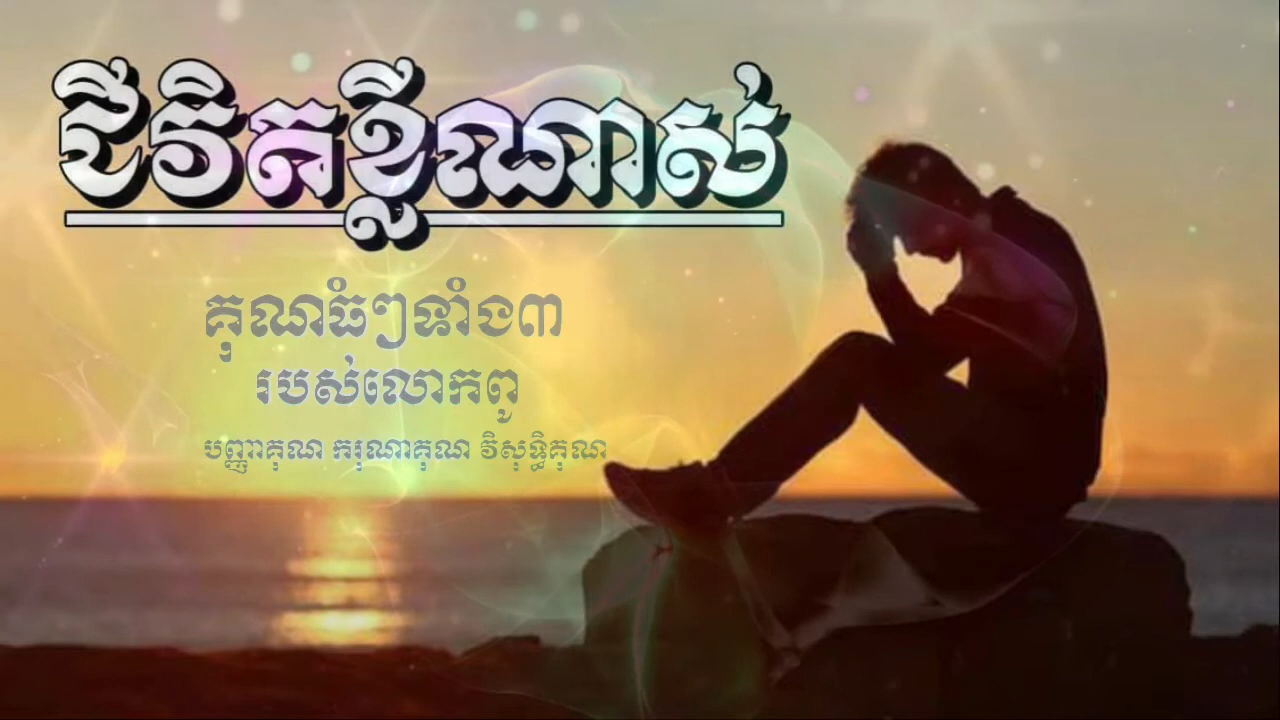 ជីវិតខ្លីណាស់
គុណធំៗទាំង៣
របស់លោកពូ
បញ្ញាគុណ ករុណាគុណ វិសុទ្ធិគុណ